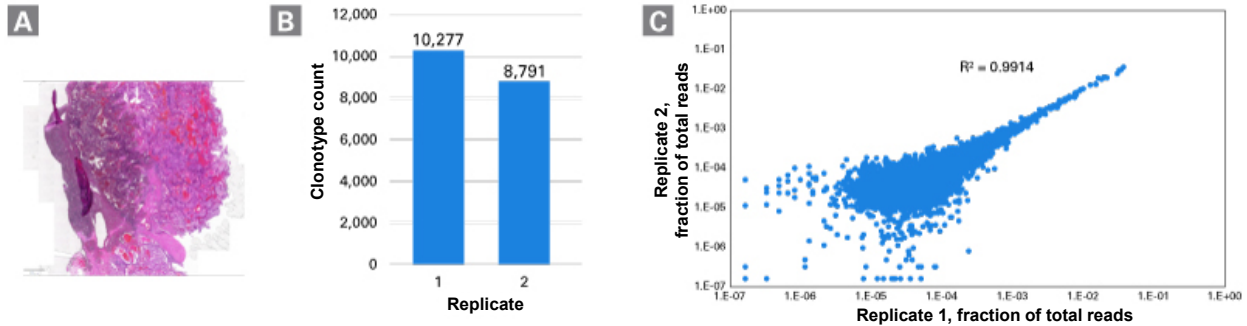 A
B
12,000
10,000
8,000
6,000
4,000
2,000
0
Clonotype count
10,277
8,791
1
2
Replicate
C
1.E+00
1.E-01
1.E-02
1.E-03
1.E-04
1.E-05
1.E-06
1.E-07
Replicate 2,
fraction of total reads
R² = 0.9914
1.E-07
1.E-06
1.E-05
1.E-04
1.E-03
1.E-02
1.E-01
1.E+00
Replicate 1, fraction of total reads